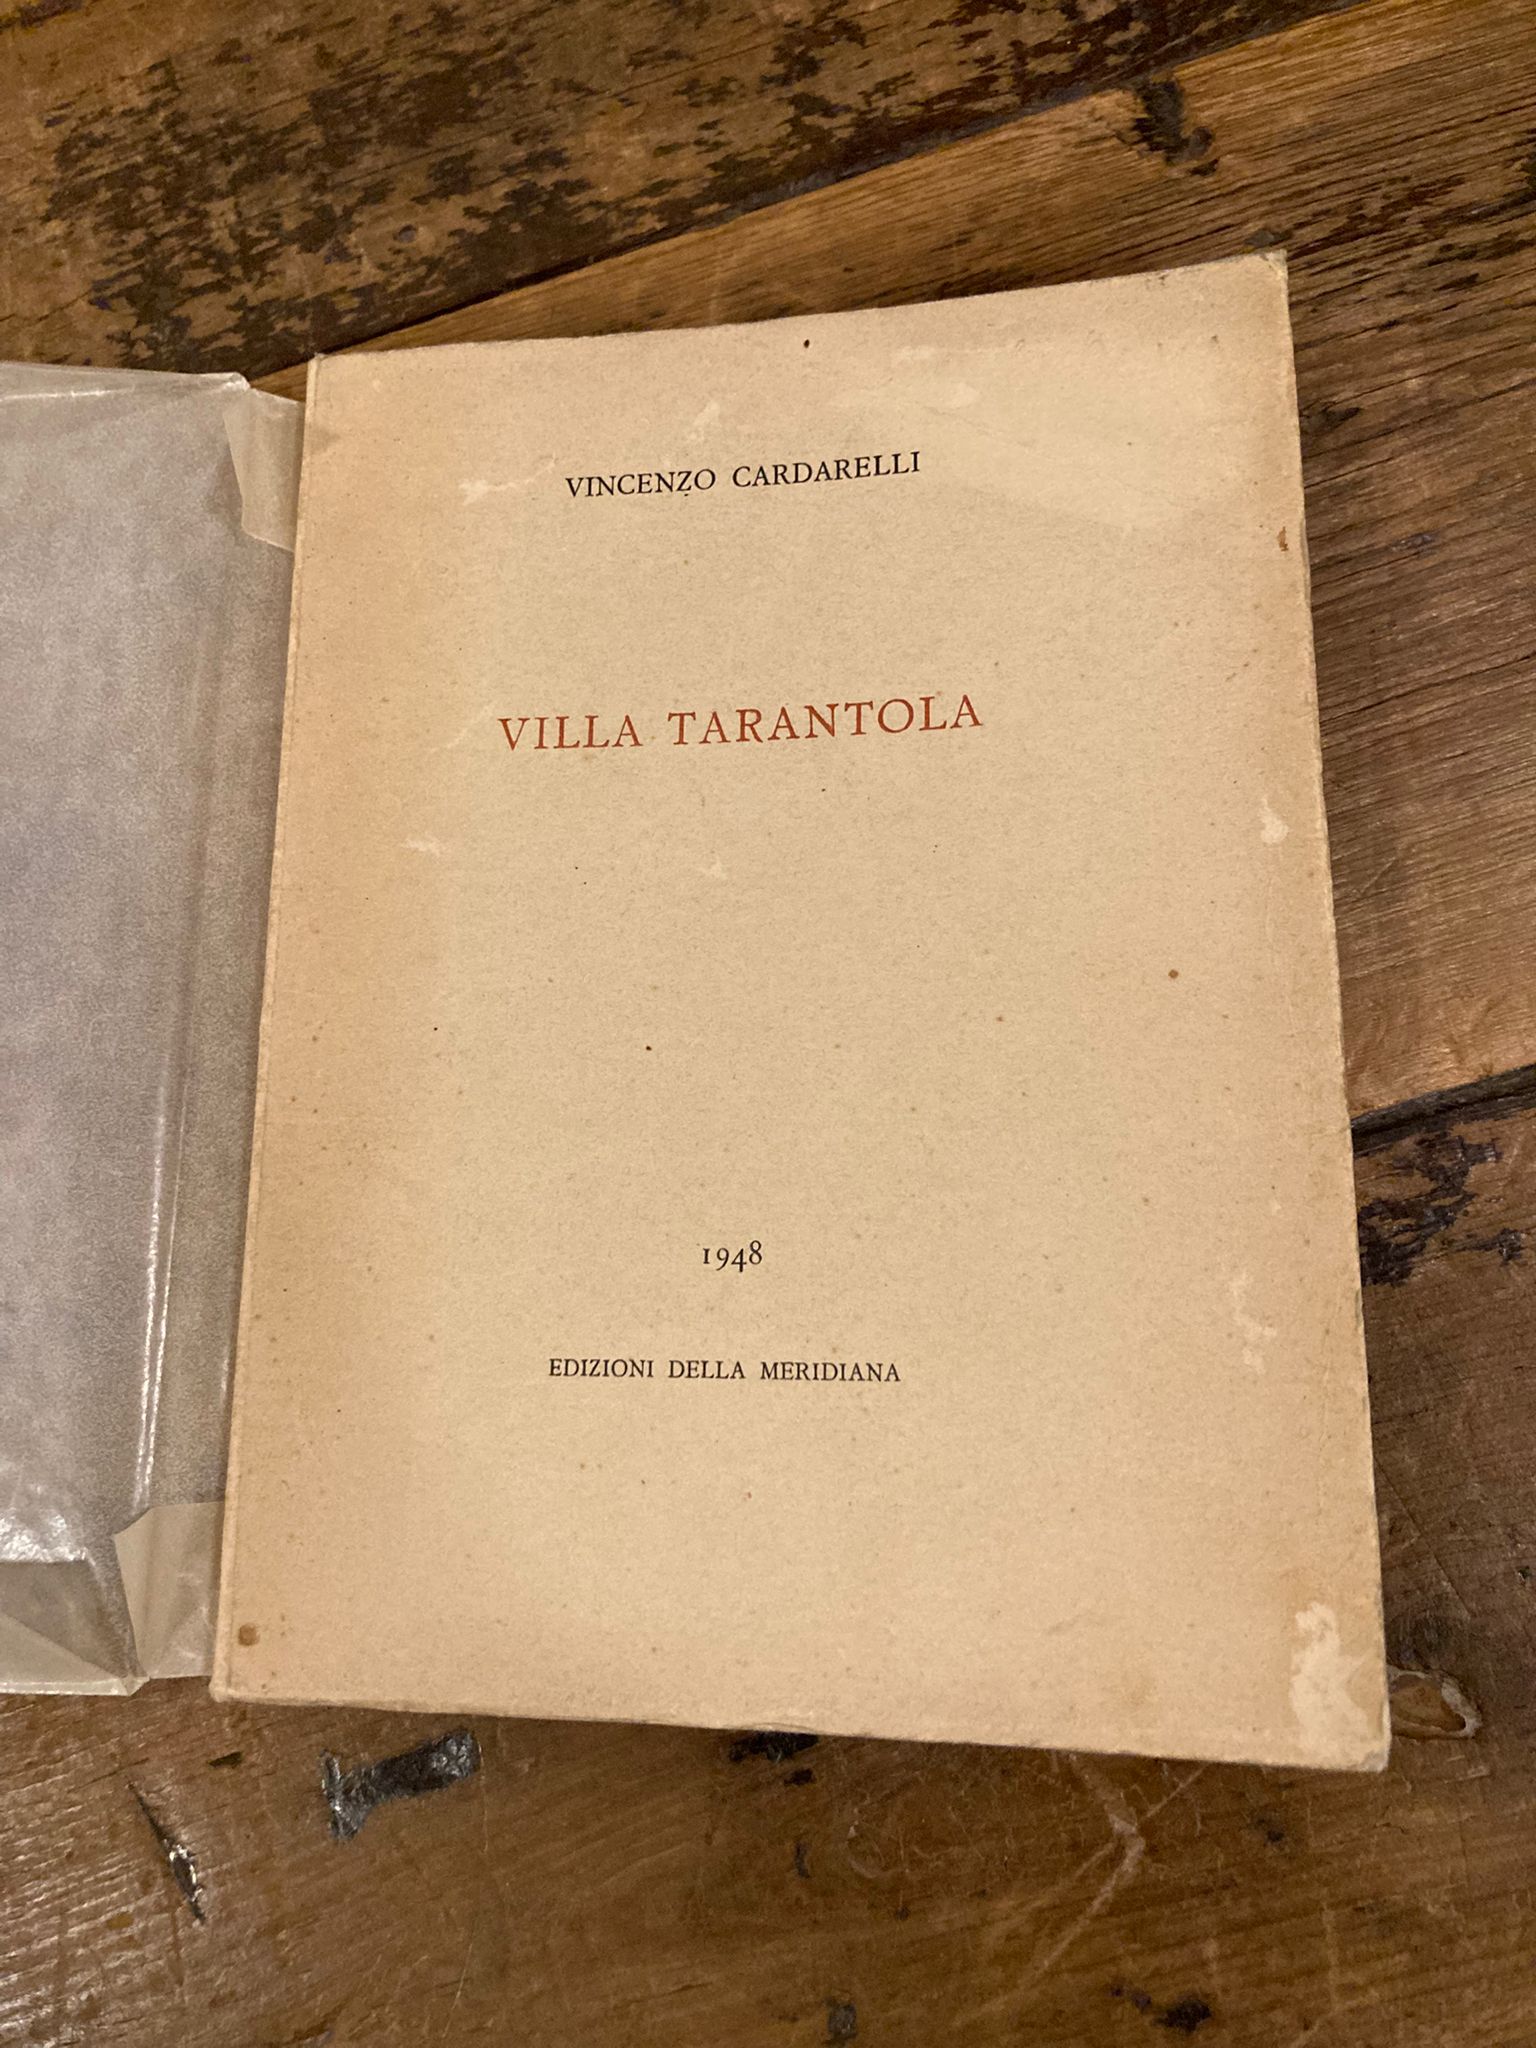 VINCENZO CARDARELLI
VILLA TARANTOLA
1948
EDIZIONI DELLA MERIDIANA